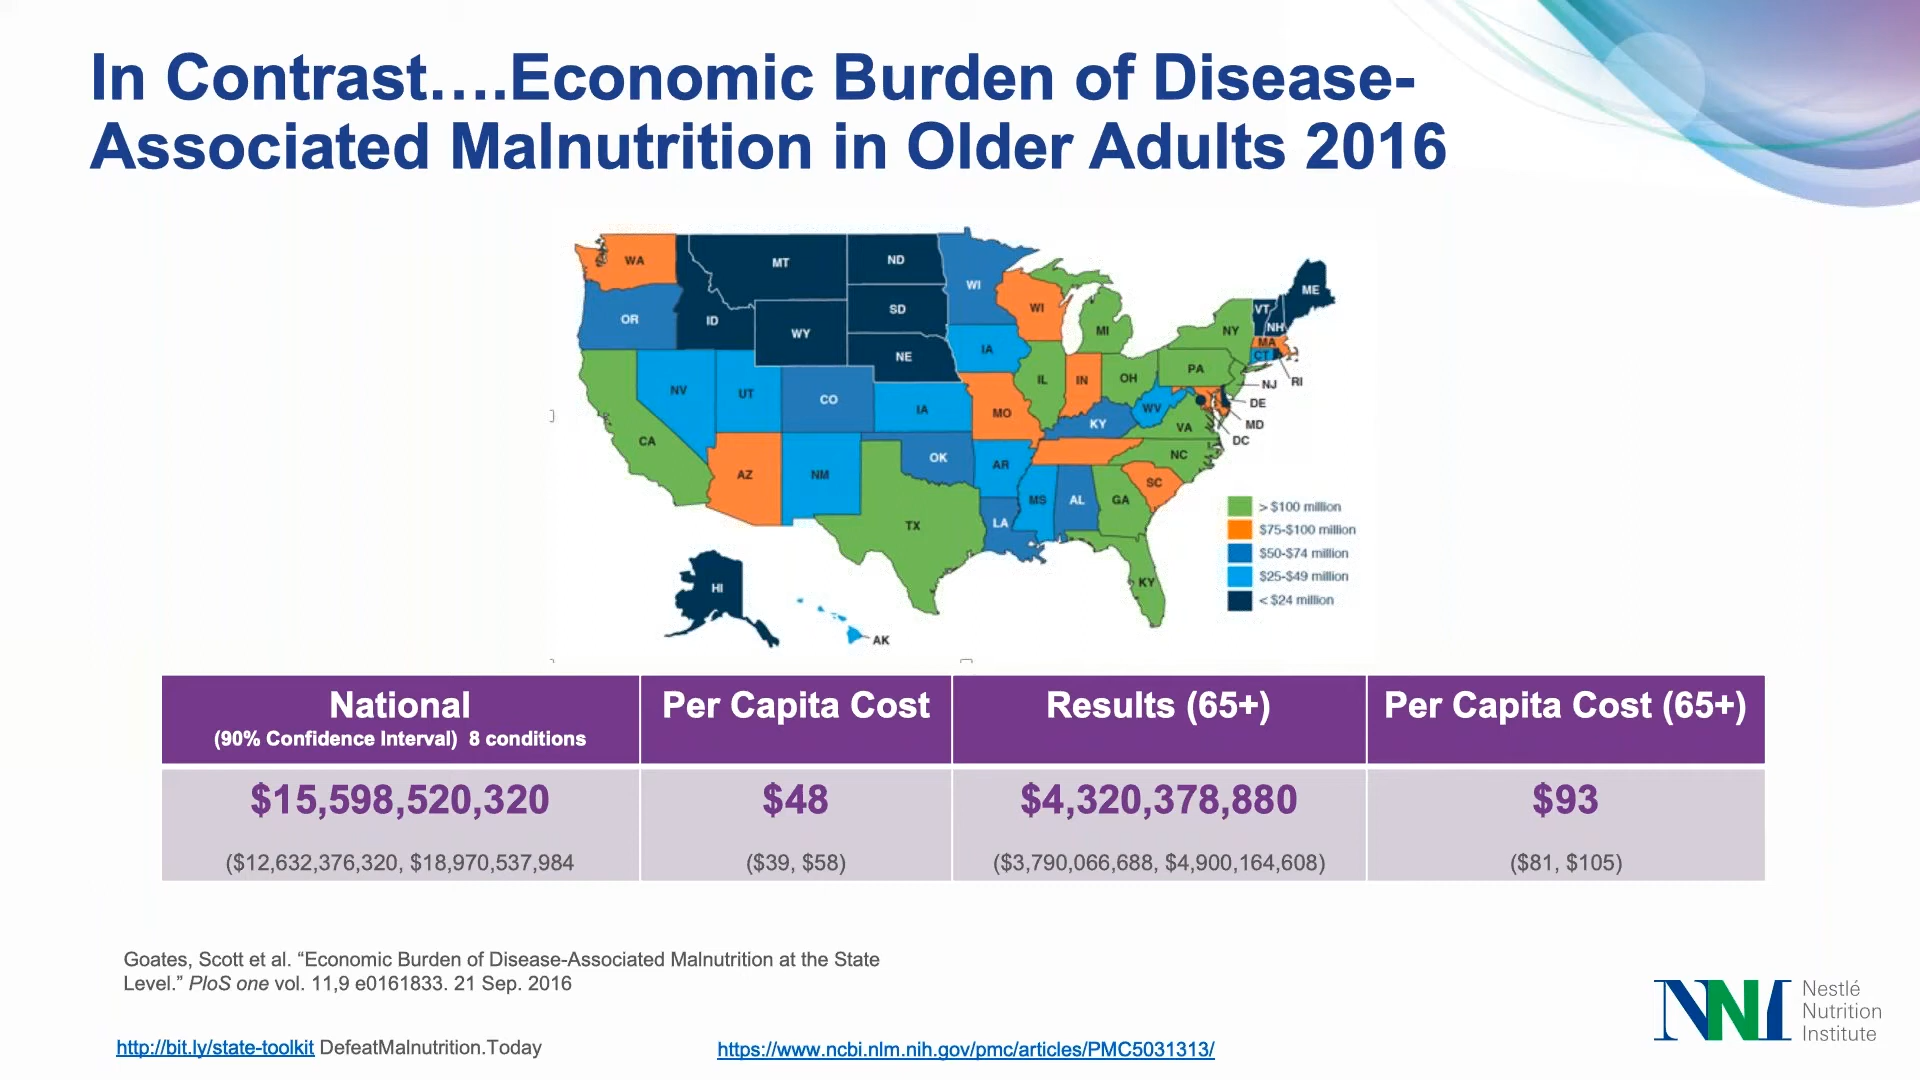 In Contrast….Economic Burden of Disease-
Associated Malnutrition in Older Adults 2016
WA
MT
ND
WI
OR
ID
WY
SD
WI
MI
NY
VT
NH
ME
MA
CT
RI
NE
IA
NV
UT
CO
IA
MO
IL
IN
OH
PA
NJ
DE
MD
DC
WV
VA
KY
CA
AZ
NM
OK
AR
NC
SC
TX
LA
MS
AL
GA
KY
HI
AK
> $100 million
$75-$100 million
$50-$74 million
$25-$49 million
< $24 million
National
(90% Confidence Interval) 8 conditions
Per Capita Cost
Results (65+)
Per Capita Cost (65+)
$15,598,520,320
$48
$4,320,378,880
$93
($12,632,376,320, $18,970,537,984
($39, $58)
($3,790,066,688, $4,900,164,608)
($81, $105)
Goates, Scott et al. “Economic Burden of Disease-Associated Malnutrition at the State
Level.” PloS one vol. 11,9 e0161833. 21 Sep. 2016
http://bit.ly/state-toolkit DefeatMalnutrition.Today
https://www.ncbi.nlm.nih.gov/pmc/articles/PMC5031313/
NNI
Nestlé
Nutrition
Institute